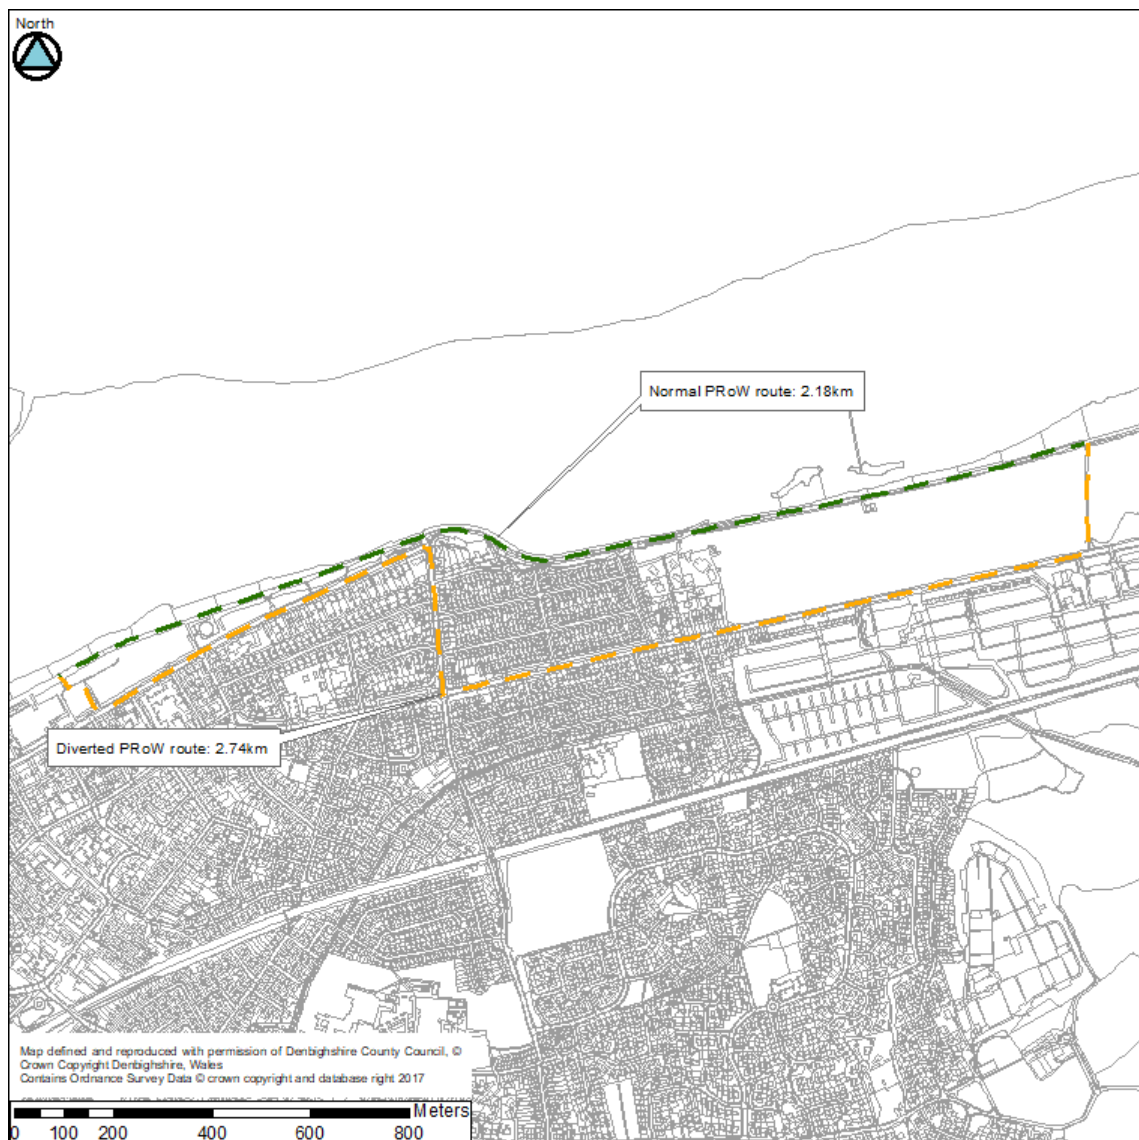 North
Normal PRoW route: 2.18km
Diverted PRoW route: 2.74km
Map defined and reproduced with permission of Denbighshire County Council, ©
Crown Copyright Denbighshire, Wales
Contains Ordnance Survey Data © crown copyright and database right 2017
Meters
0 100 200 400 600 800